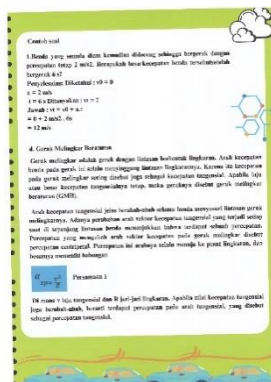 Contoh soal
1.Benda yang semula diam kemudian didorong sehingga bergerak dengan
percepatan tetap 2 m/s2. Berapakah besarkecepatan benda tersebutsetelah
bergerak 6 s?
Penyelesaian: Diketahui : v0 = 0
a = 2 m/s
t = 6 s Ditanyakan : vt = ?
Jawab : vt = v0 + a.t
= 0 + 2 m/s2 . 6s
= 12 m/s
4. Gerak Melingkar Beraturan
Gerak melingkar adalah gerak dengan lintasan berbentuk lingkaran. Arah kecepatan
benda pada gerak ini selalu menyinggung lintasan lingkarannya. Karena itu kecepatan
pada gerak melingkar sering disebut juga sebagai kecepatan tangensial. Apabila laju
atau besar kecepatan tangensialnya tetap, maka geraknya disebut gerak melingkar
beraturan (GMB).
Arah kecepatan tangensial jelas berubah-ubah selama benda menyusuri lintasan gerak
melingkarnya. Adanya perubahan arah vektor kecepatan tangensial yang terjadi setiap
saat di sepanjang lintasan benda menunjukkan bahwa terdapat sebuah percepatan.
Percepatan yang mengubah arah vektor kecepatan pada gerak melingkar disebut
percepatan sentripetal. Percepatan ini arahnya selalu menuju ke pusat lingkaran, dan
besarnya memenuhi hubungan
Persamaan 1
Di mana v laju tangensial dan R jari-jari lingkaran. Apabila nilai kecepatan tangensial
juga berubah-ubah, berarti terdapat percepatan pada arah tangensial, yang disebut
sebagai percepatan tangensial.